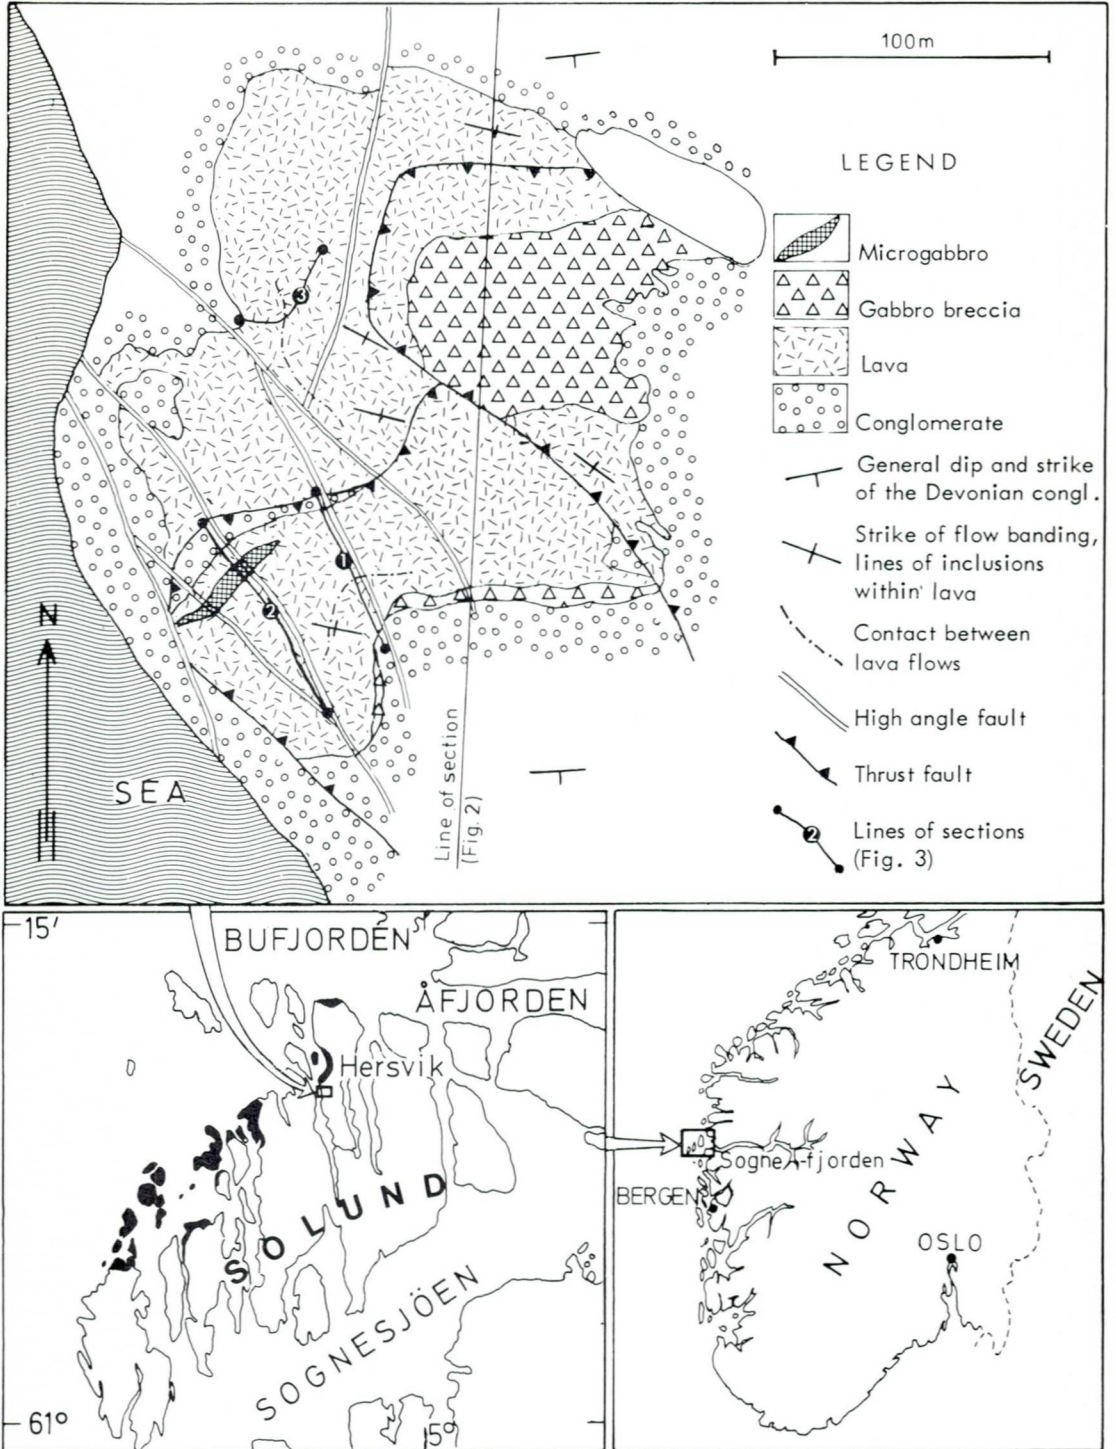 100m
LEGEND
Microgabbro
Gabbro breccia
Lava
Conglomerate
General dip and strike
of the Devonian congl.
Strike of flow banding,
lines of inclusions
within lava
Contact between
lava flows
High angle fault
Thrust fault
2
Lines of sections
(Fig. 3)
3
1
2
N
SEA
Line of section
(Fig. 2)
15'
BUFJORDEN
ÅFJORDEN
Hersvik
SOLUND
SOGNESJÖEN
61°
5°
TRONDHEIM
SWEDEN
NORWAY
Sogne-fjorden
BERGEN
OSLO